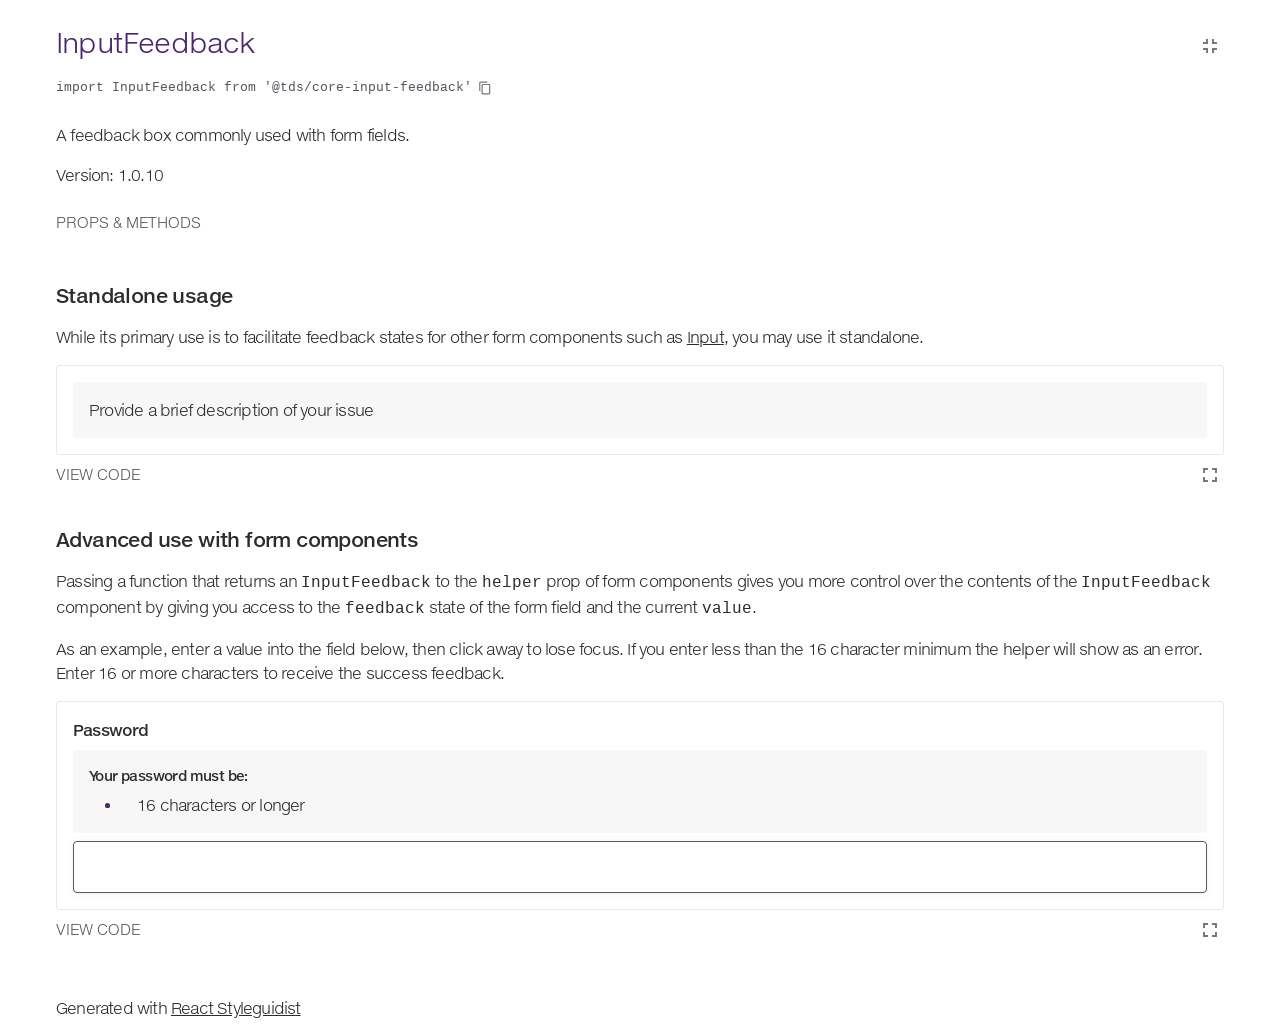 InputFeedback
import InputFeedback from '@tds/core-input-feedback'
A feedback box commonly used with form fields.
Version: 1.0.10
PROPS & METHODS
Standalone usage
While its primary use is to facilitate feedback states for other form components such as Input, you may use it standalone.
Provide a brief description of your issue
VIEW CODE
Advanced use with form components
Passing a function that returns an InputFeedback to the helper prop of form components gives you more control over the contents of the InputFeedback
component by giving you access to the feedback state of the form field and the current value.
As an example, enter a value into the field below, then click away to lose focus. If you enter less than the 16 character minimum the helper will show as an error.
Enter 16 or more characters to receive the success feedback.
Password
Your password must be:
• 16 characters or longer
VIEW CODE
Generated with React Styleguidist